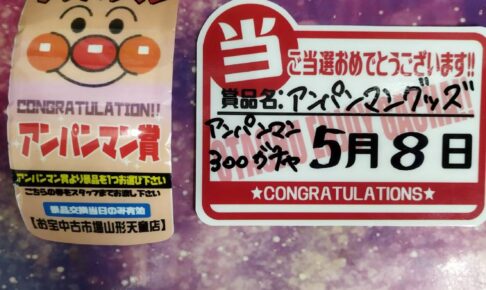 CONGRATULATION!!
アンパンマン賞
アンパンマン賞より景品を1つお選び下さい
こちらの券をスタッフまでお渡し下さい
景品交換当日のみ有効
【お宝中古市場山形天童店】
当
ご当選おめでとうございます!!
賞品名:アンパンマングッズ
アンパンマン
300ガチャ
5月8日
★CONGRATULATIONS★